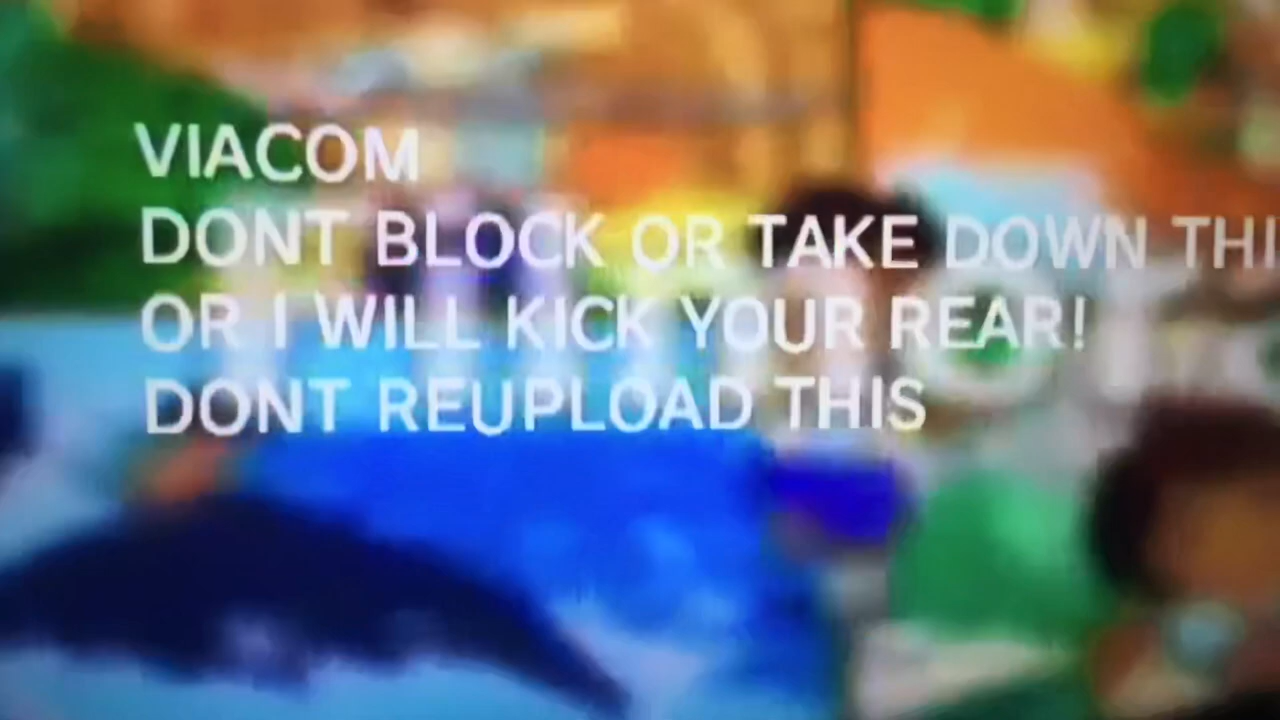 VIACOM
DONT BLOCK OR TAKE DOWN THI
OR I WILL KICK YOUR REAR!
DONT REUPLOAD THIS